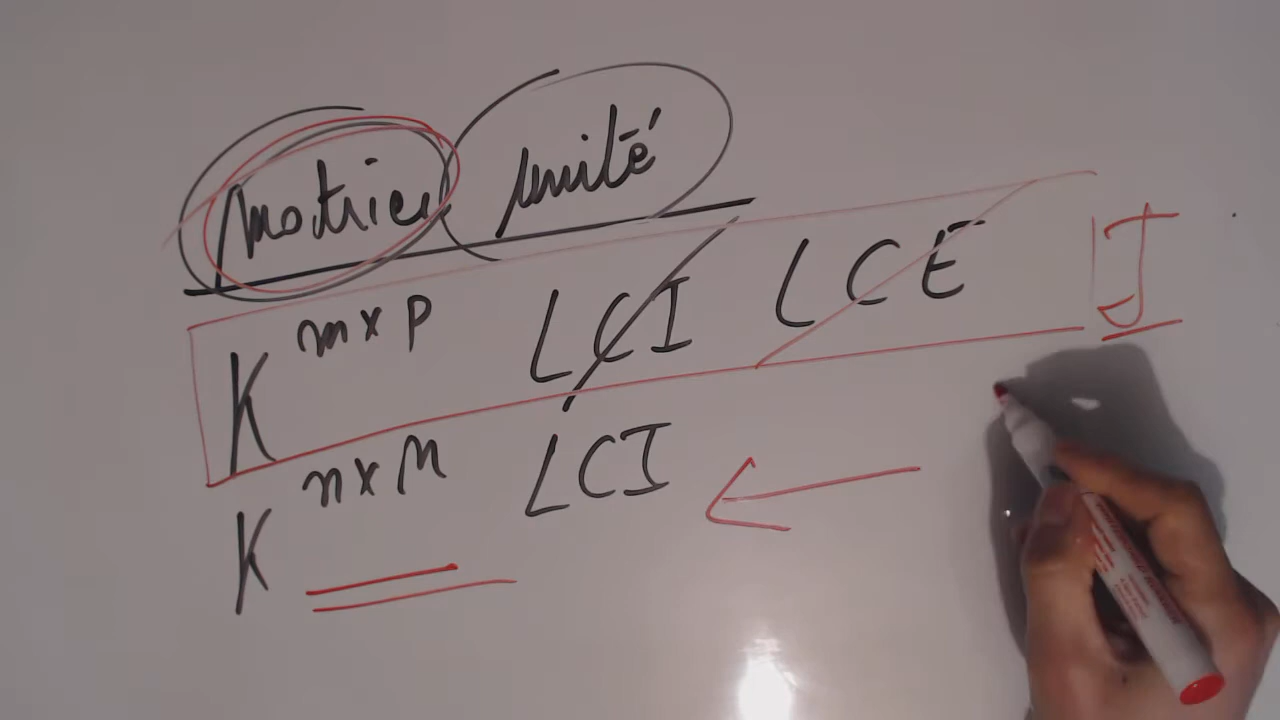 Matrice unité
K^{m×p} LCI LCE J
K^{n×n} LCI